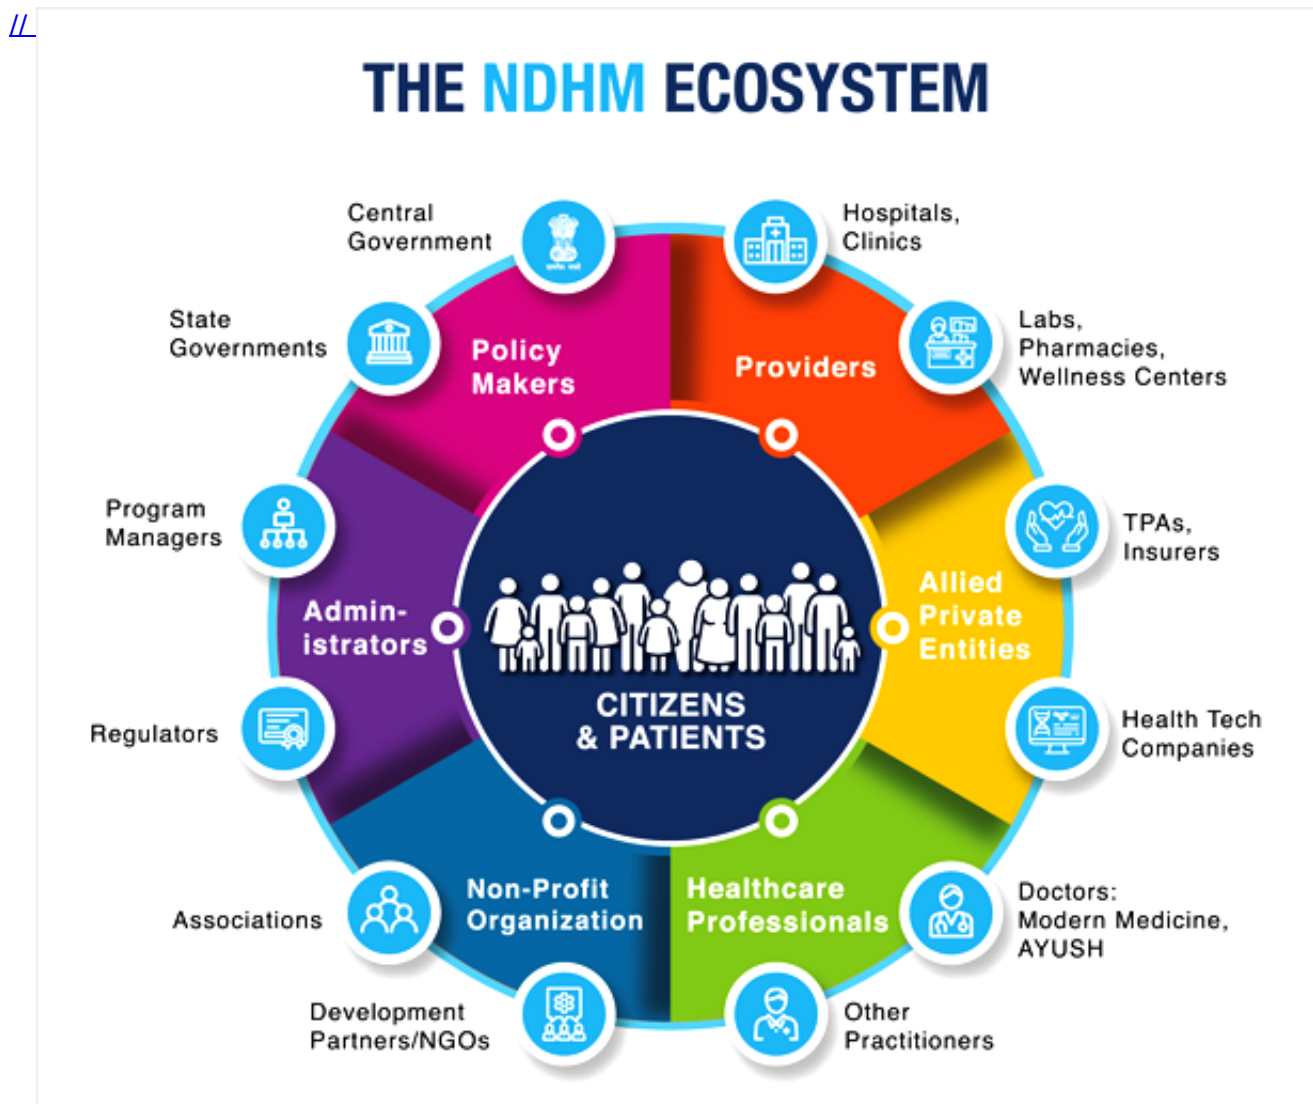 //
THE NDHM ECOSYSTEM
Central
Government
Hospitals,
Clinics
State
Governments
Labs,
Pharmacies,
Wellness Centers
Policy
Makers
Providers
Program
Managers
TPAs,
Insurers
Admin-
istrators
Allied
Private
Entities
CITIZENS
& PATIENTS
Regulators
Health Tech
Companies
Non-Profit
Organization
Healthcare
Professionals
Associations
Doctors:
Modern Medicine,
AYUSH
Development
Partners/NGOs
Other
Practitioners